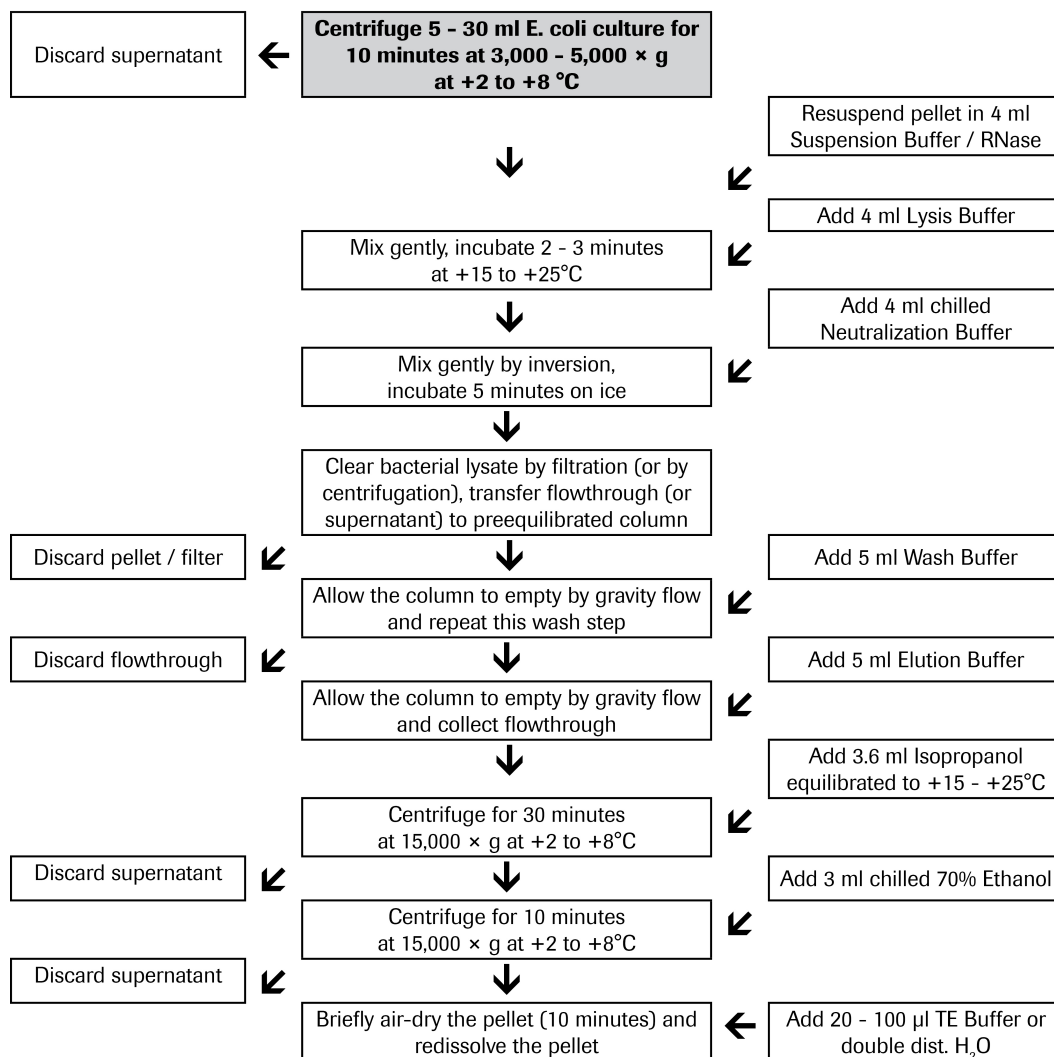 Discard supernatant
Centrifuge 5 - 30 ml E. coli culture for
10 minutes at 3,000 - 5,000 × g
at +2 to +8 °C
Resuspend pellet in 4 ml
Suspension Buffer / RNase
Add 4 ml Lysis Buffer
Mix gently, incubate 2 - 3 minutes
at +15 to +25°C
Add 4 ml chilled
Neutralization Buffer
Mix gently by inversion,
incubate 5 minutes on ice
Clear bacterial lysate by filtration (or by
centrifugation), transfer flowthrough (or
supernatant) to preequilibrated column
Discard pellet / filter
Add 5 ml Wash Buffer
Allow the column to empty by gravity flow
and repeat this wash step
Discard flowthrough
Add 5 ml Elution Buffer
Allow the column to empty by gravity flow
and collect flowthrough
Add 3.6 ml Isopropanol
equilibrated to +15 - +25°C
Centrifuge for 30 minutes
at 15,000 × g at +2 to +8°C
Discard supernatant
Add 3 ml chilled 70% Ethanol
Centrifuge for 10 minutes
at 15,000 × g at +2 to +8°C
Discard supernatant
Briefly air-dry the pellet (10 minutes) and
redissolve the pellet
Add 20 - 100 µl TE Buffer or
double dist. H₂O